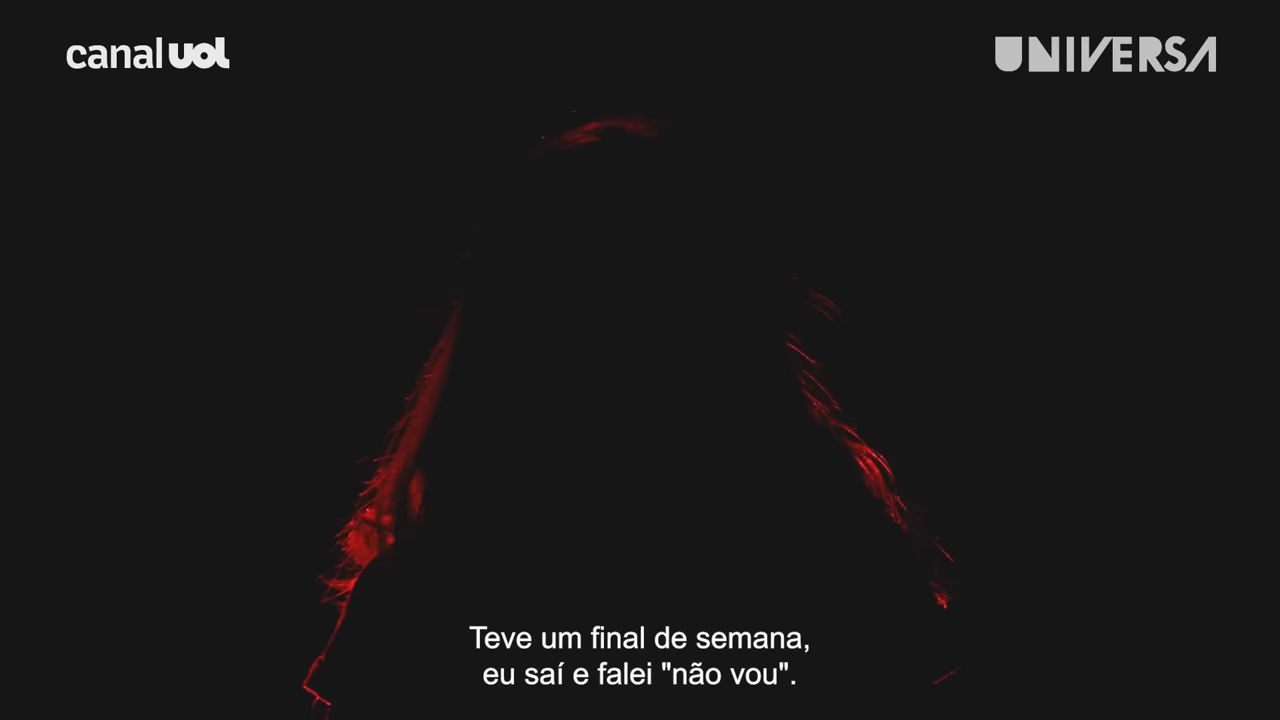 canal uol
UNIVERSA
Teve um final de semana,
eu saí e falei "não vou".